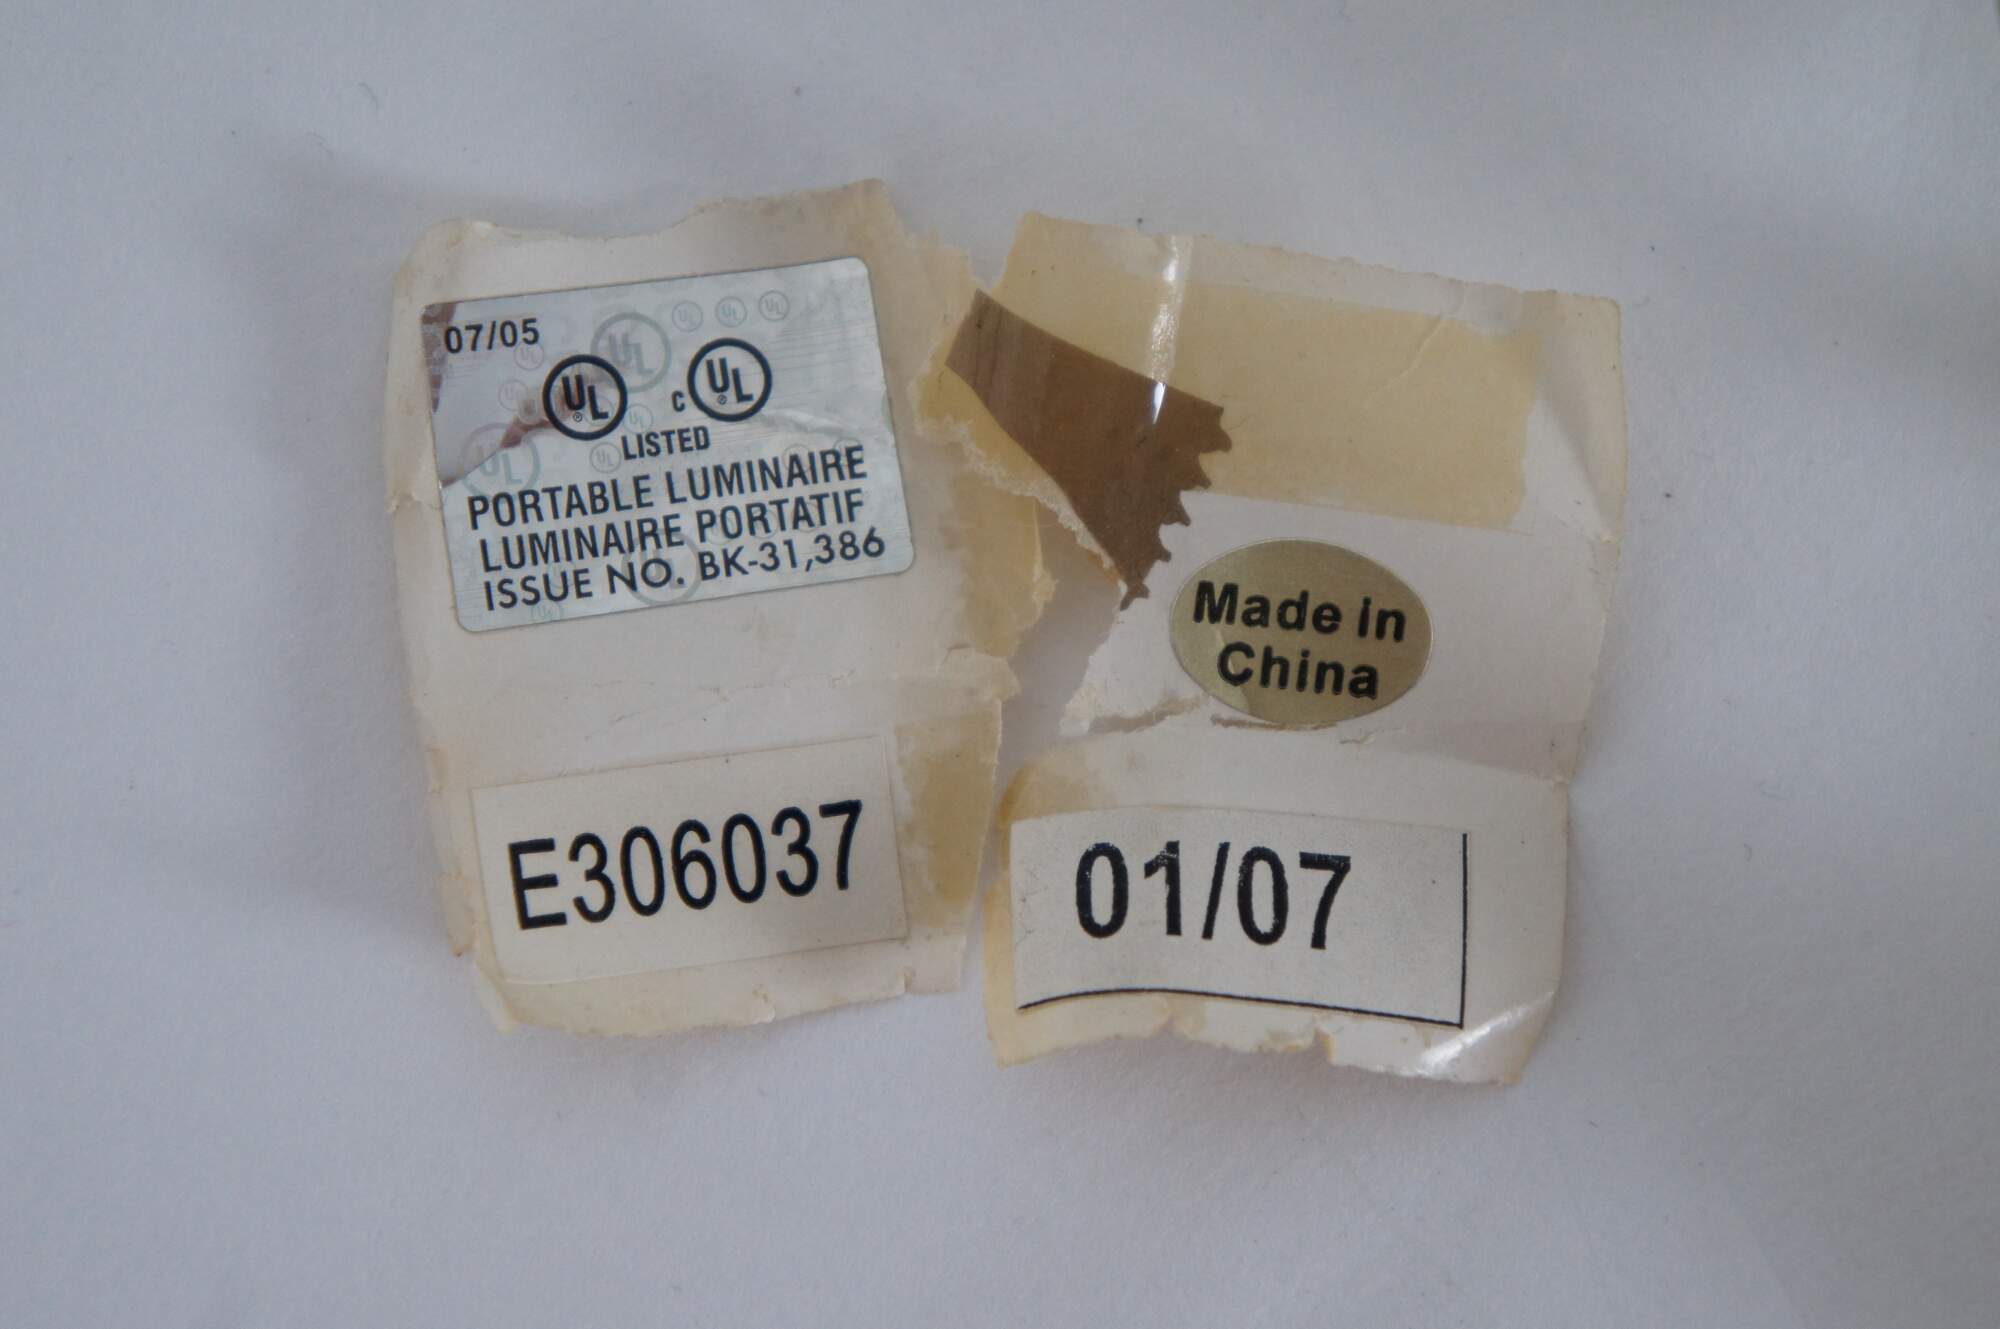 07/05
UL
c UL
LISTED
PORTABLE LUMINAIRE
LUMINAIRE PORTATIF
ISSUE NO. BK-31,386
Made in
China
E306037
01/07